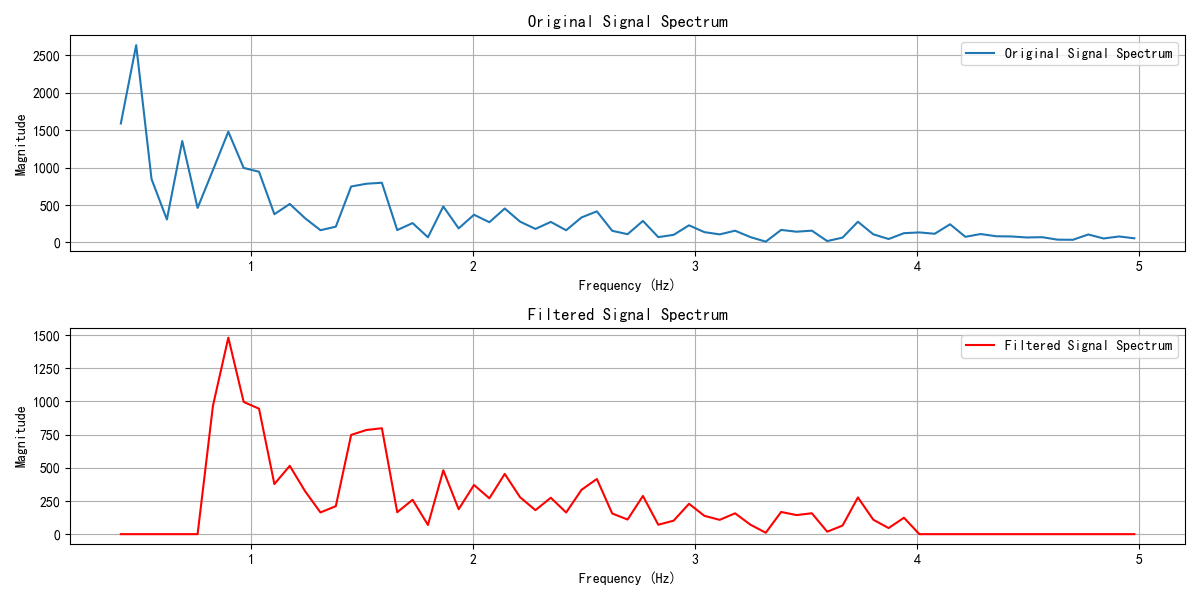 Original Signal Spectrum
Original Signal Spectrum
Magnitude
2500
2000
1500
1000
500
0
1 2 3 4 5
Frequency (Hz)
Filtered Signal Spectrum
Filtered Signal Spectrum
Magnitude
1500
1250
1000
750
500
250
0
1 2 3 4 5
Frequency (Hz)